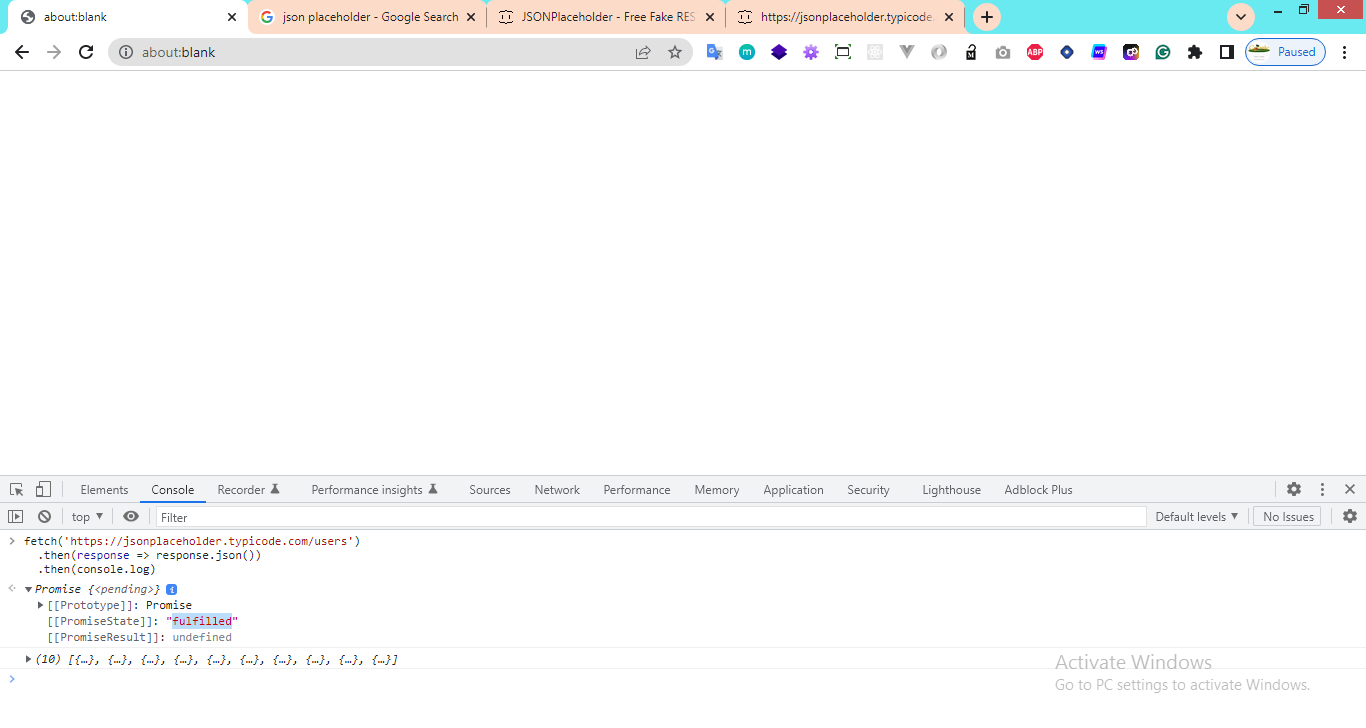 about:blank
json placeholder - Google Search
JSONPlaceholder - Free Fake RES
https://jsonplaceholder.typicode.
about:blank
Paused
Elements Console Recorder Performance insights Sources Network Performance Memory Application Security Lighthouse Adblock Plus
top Filter Default levels No Issues
fetch('https://jsonplaceholder.typicode.com/users')
.then(response => response.json())
.then(console.log)
Promise {<pending>}
[[Prototype]]: Promise
[[PromiseState]]: "fulfilled"
[[PromiseResult]]: undefined
(10) [{…}, {…}, {…}, {…}, {…}, {…}, {…}, {…}, {…}, {…}]
Activate Windows
Go to PC settings to activate Windows.